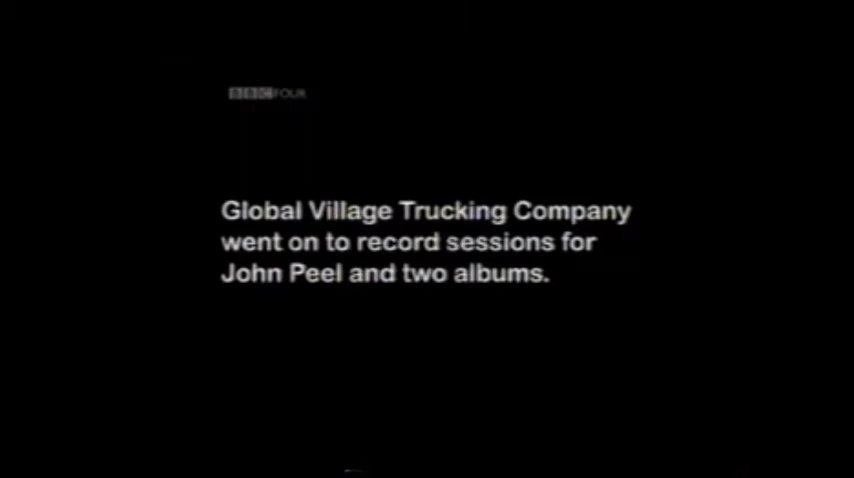 BBC FOUR
Global Village Trucking Company
went on to record sessions for
John Peel and two albums.